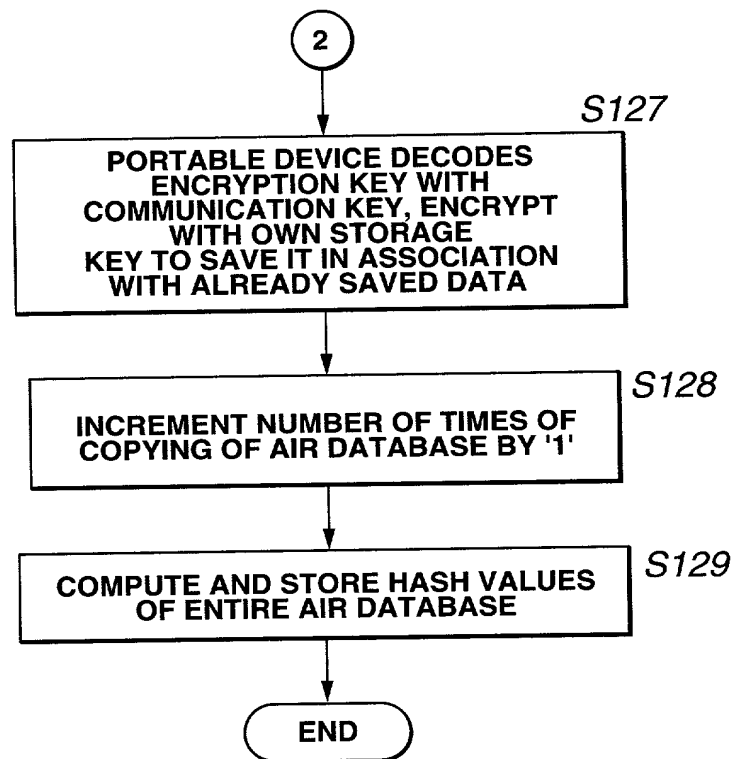 2
S127
PORTABLE DEVICE DECODES
ENCRYPTION KEY WITH
COMMUNICATION KEY, ENCRYPT
WITH OWN STORAGE
KEY TO SAVE IT IN ASSOCIATION
WITH ALREADY SAVED DATA
S128
INCREMENT NUMBER OF TIMES OF
COPYING OF AIR DATABASE BY '1'
S129
COMPUTE AND STORE HASH VALUES
OF ENTIRE AIR DATABASE
END